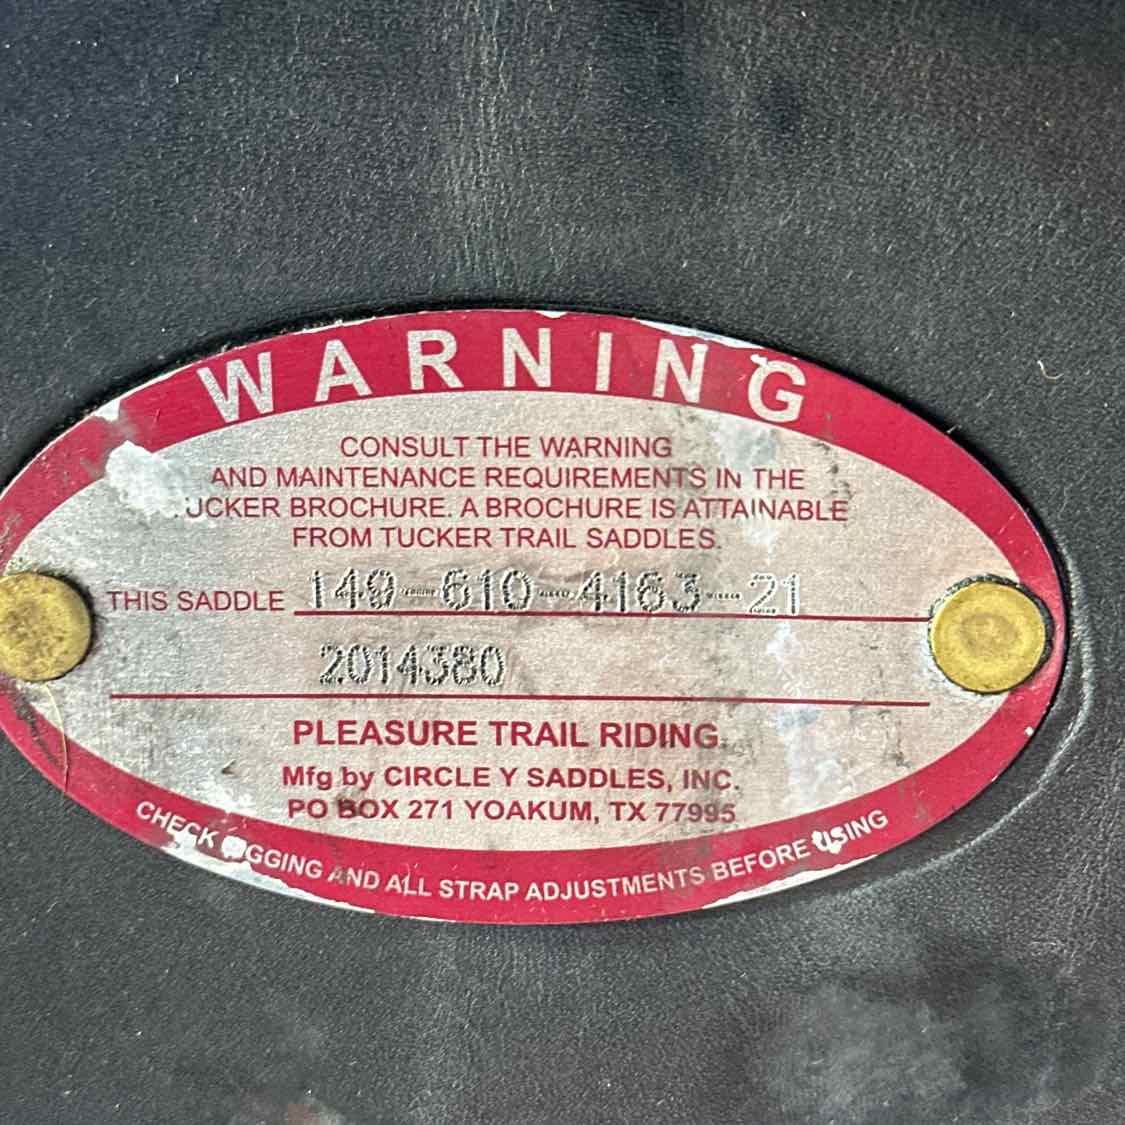 WARNING
CONSULT THE WARNING
AND MAINTENANCE REQUIREMENTS IN THE
UCKER BROCHURE. A BROCHURE IS ATTAINABLE
FROM TUCKER TRAIL SADDLES.
THIS SADDLE 149-610-4163-21
2014380
PLEASURE TRAIL RIDING.
Mfg by CIRCLE Y SADDLES, INC.
PO BOX 271 YOAKUM, TX 77995
CHECK IGGING AND ALL STRAP ADJUSTMENTS BEFORE USING